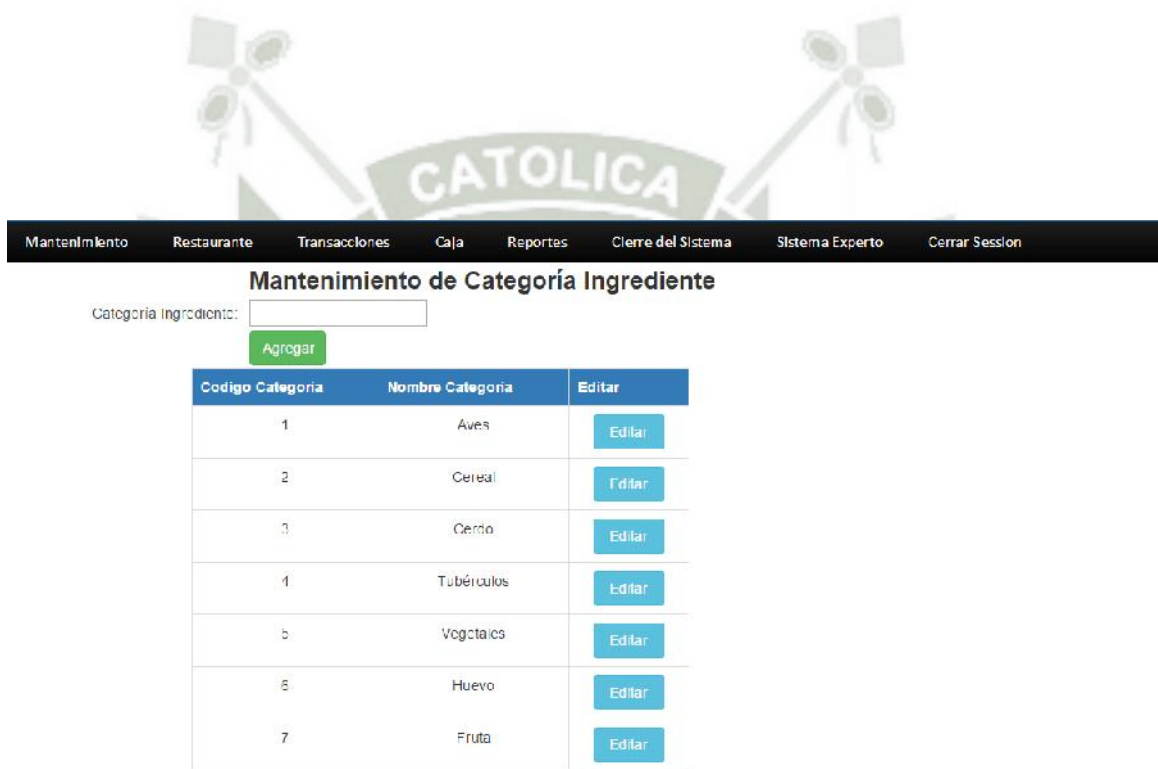 CATOLICA
Mantenimiento Restaurante Transacciones Caja Reportes Cierre del Sistema Sistema Experto Cerrar Session
Mantenimiento de Categoría Ingrediente
Categoría Ingrediente:
Agregar
Codigo Categoria Nombre Categoria Editar
1 Aves Editar
2 Cereal Editar
3 Cerdo Editar
4 Tubérculos Editar
5 Vegetales Editar
6 Huevo Editar
7 Fruta Editar